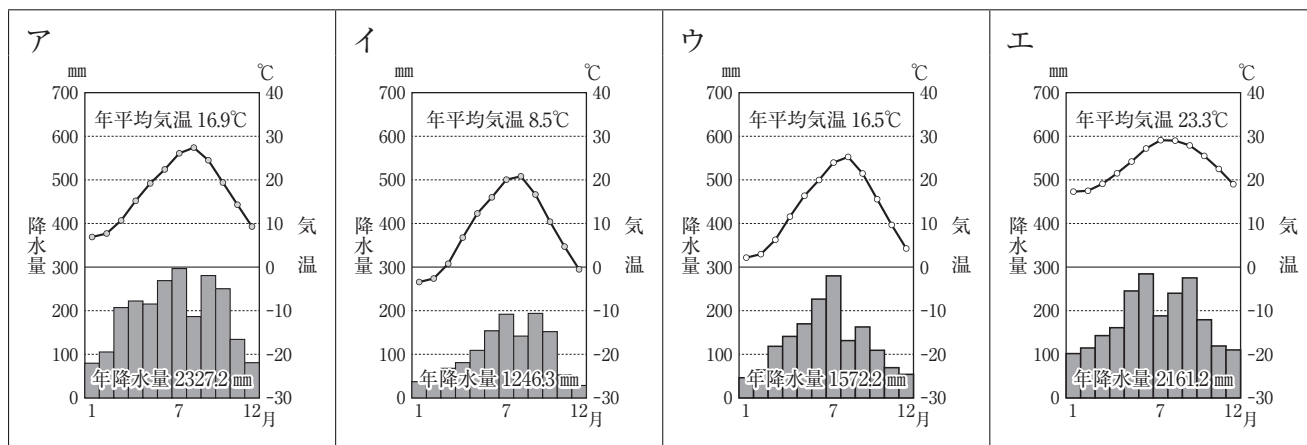 ア
mm ℃
700 40
年平均気温 16.9℃
600 30
500 20
400 10
降水量 気温
300 0
200 -10
100 -20
年降水量 2327.2 mm
0 -30
1 7 12月
イ
mm ℃
700 40
年平均気温 8.5℃
600 30
500 20
400 10
降水量 気温
300 0
200 -10
100 -20
年降水量 1246.3 mm
0 -30
1 7 12月
ウ
mm ℃
700 40
年平均気温 16.5℃
600 30
500 20
400 10
降水量 気温
300 0
200 -10
100 -20
年降水量 1572.2 mm
0 -30
1 7 12月
エ
mm ℃
700 40
年平均気温 23.3℃
600 30
500 20
400 10
降水量 気温
300 0
200 -10
100 -20
年降水量 2161.2 mm
0 -30
1 7 12月